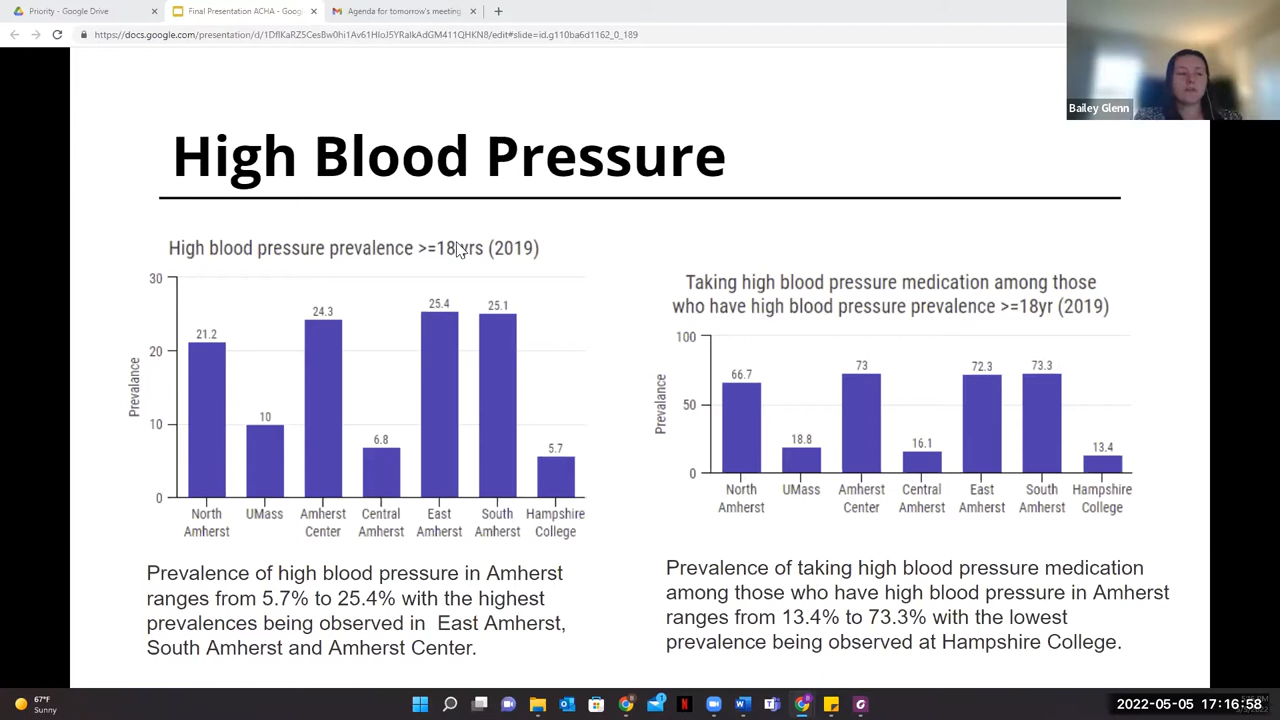 Priority - Google Drive
Final Presentation ACHA - Goog
Agenda for tomorrow's meeting
Bailey Glenn
High Blood Pressure
High blood pressure prevalence >=18yrs (2019)
Prevalance
30
20
10
0
21.2
10
24.3
6.8
25.4
25.1
5.7
North Amherst
UMass
Amherst Center
Central Amherst
East Amherst
South Amherst
Hampshire College
Prevalence of high blood pressure in Amherst
ranges from 5.7% to 25.4% with the highest
prevalences being observed in East Amherst,
South Amherst and Amherst Center.
Taking high blood pressure medication among those
who have high blood pressure prevalence >=18yr (2019)
Prevalance
100
50
0
66.7
18.8
73
16.1
72.3
73.3
13.4
North Amherst
UMass
Amherst Center
Central Amherst
East Amherst
South Amherst
Hampshire College
Prevalence of taking high blood pressure medication
among those who have high blood pressure in Amherst
ranges from 13.4% to 73.3% with the lowest
prevalence being observed at Hampshire College.
67°F
Sunny
2022-05-05 17:16:58